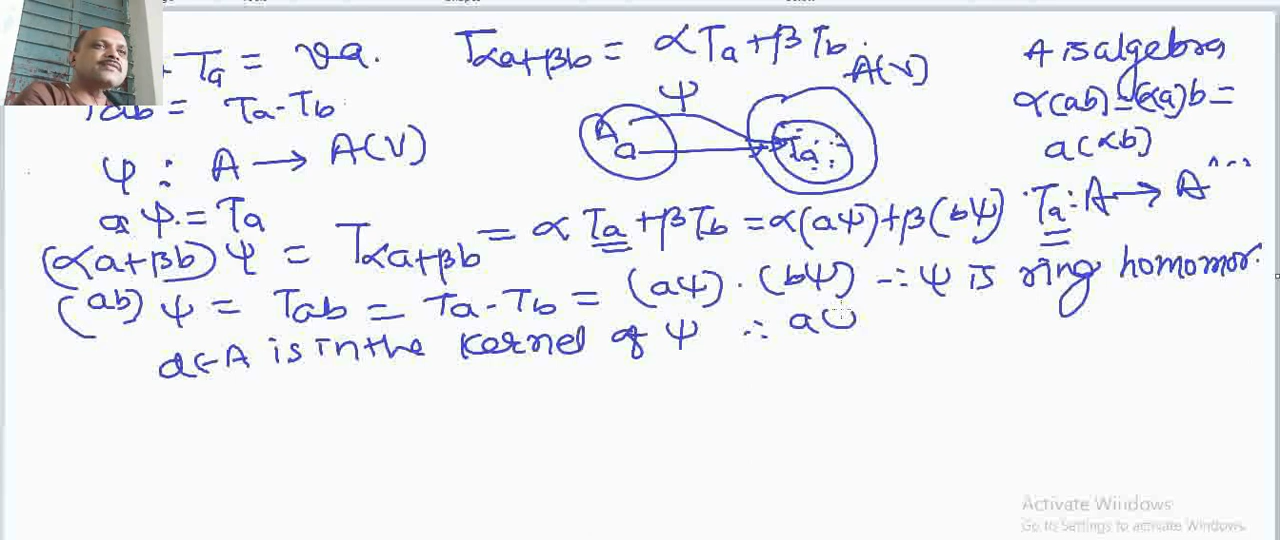 Ta = va. Tαa+βb = αTa + βTb. A is algebra
Tab = Ta · Tb A(V) α(ab) = (αa)b =
ψ : A → A(V) ψ A a Ta a(αb)
a ψ = Ta Ta : A → A
(αa+βb) ψ = Tαa+βb = αTa + βTb = α(aψ) + β(bψ)
(ab) ψ = Tab = Ta · Tb = (aψ) · (bψ) ∴ ψ is ring homomor.
a ∈ A is in the kernel of ψ ∴ a
Activate Windows
Go to Settings to activate Windows.